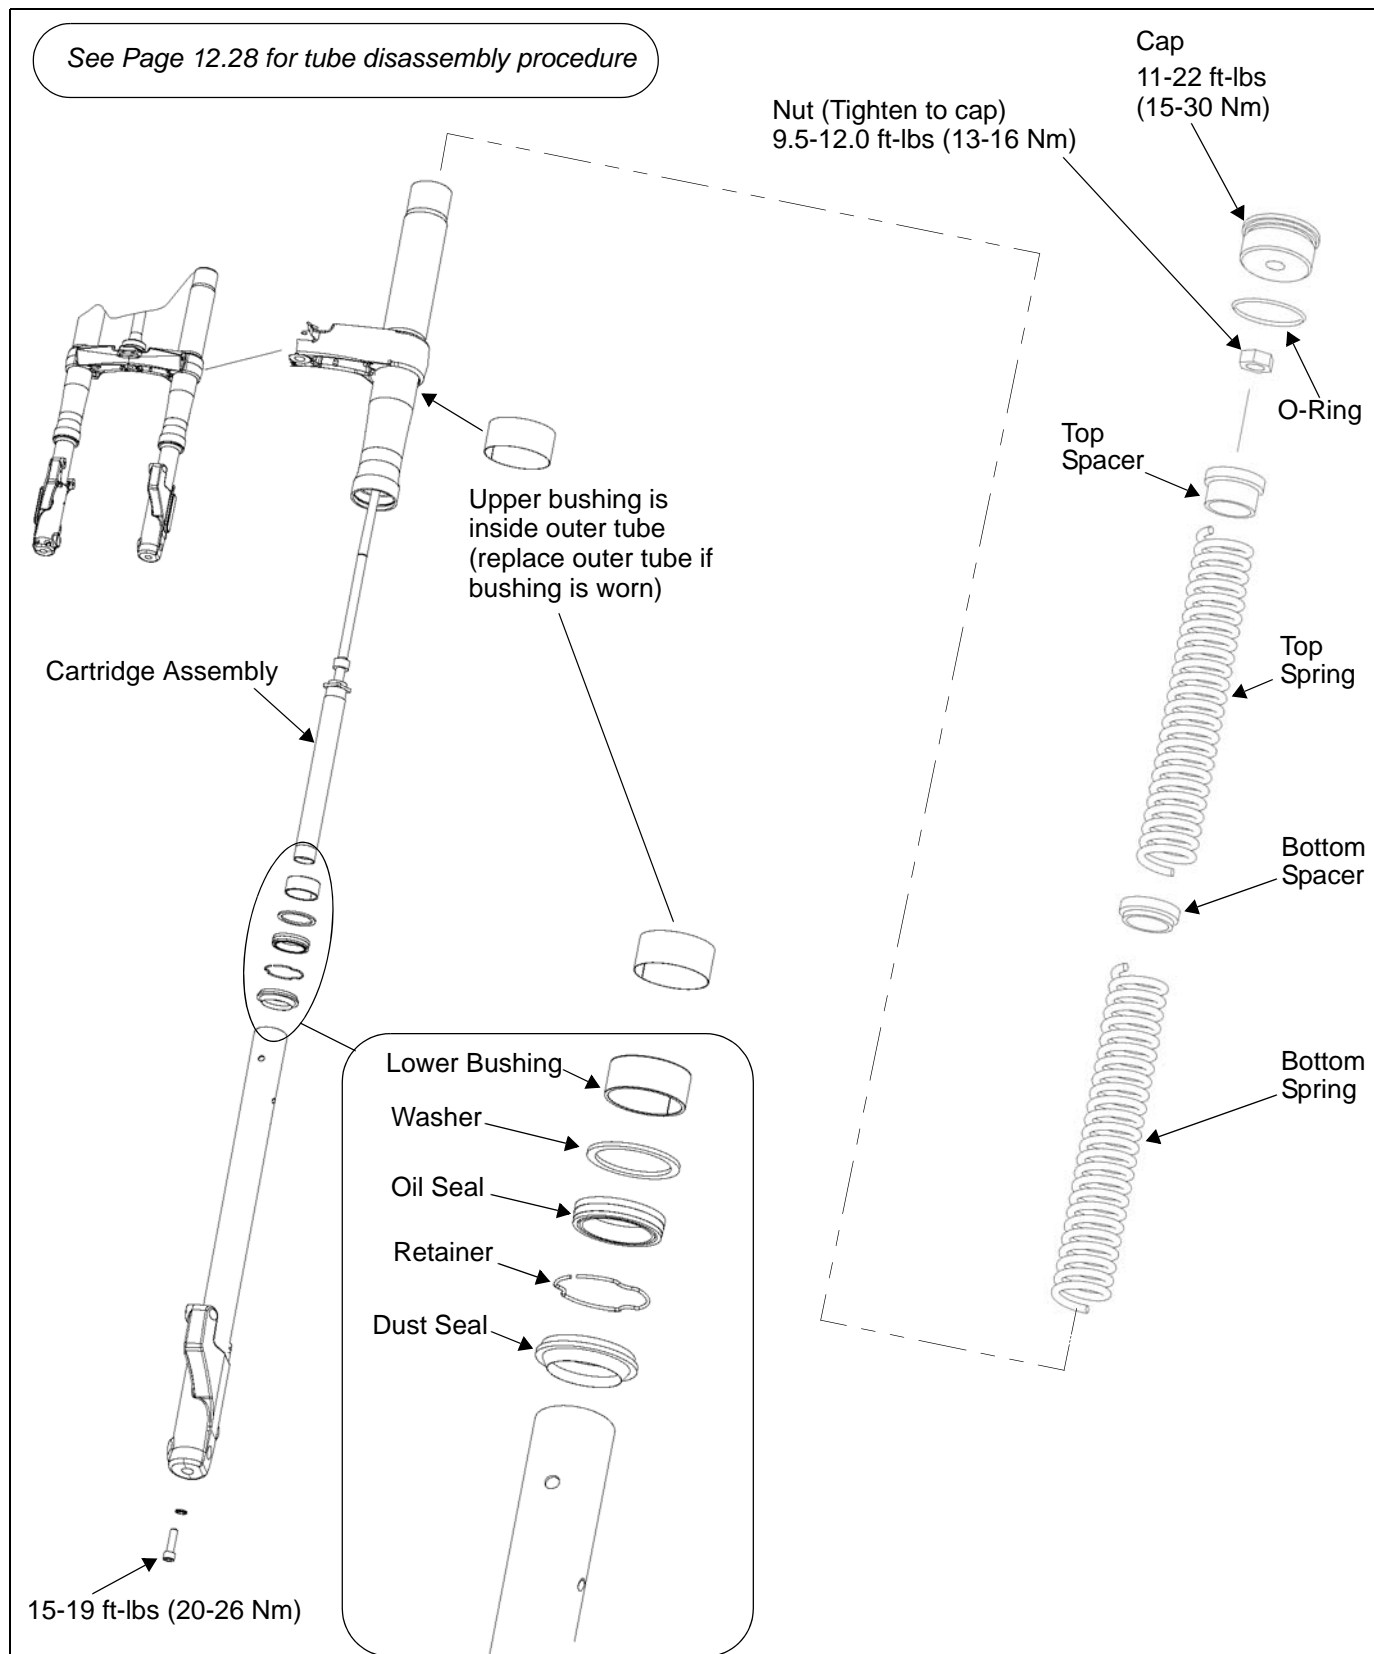 See Page 12.28 for tube disassembly procedure
Cap
11-22 ft-lbs
(15-30 Nm)
Nut (Tighten to cap)
9.5-12.0 ft-lbs (13-16 Nm)
O-Ring
Top
Spacer
Upper bushing is
inside outer tube
(replace outer tube if
bushing is worn)
Cartridge Assembly
Top
Spring
Bottom
Spacer
Lower Bushing
Washer
Oil Seal
Retainer
Dust Seal
Bottom
Spring
15-19 ft-lbs (20-26 Nm)